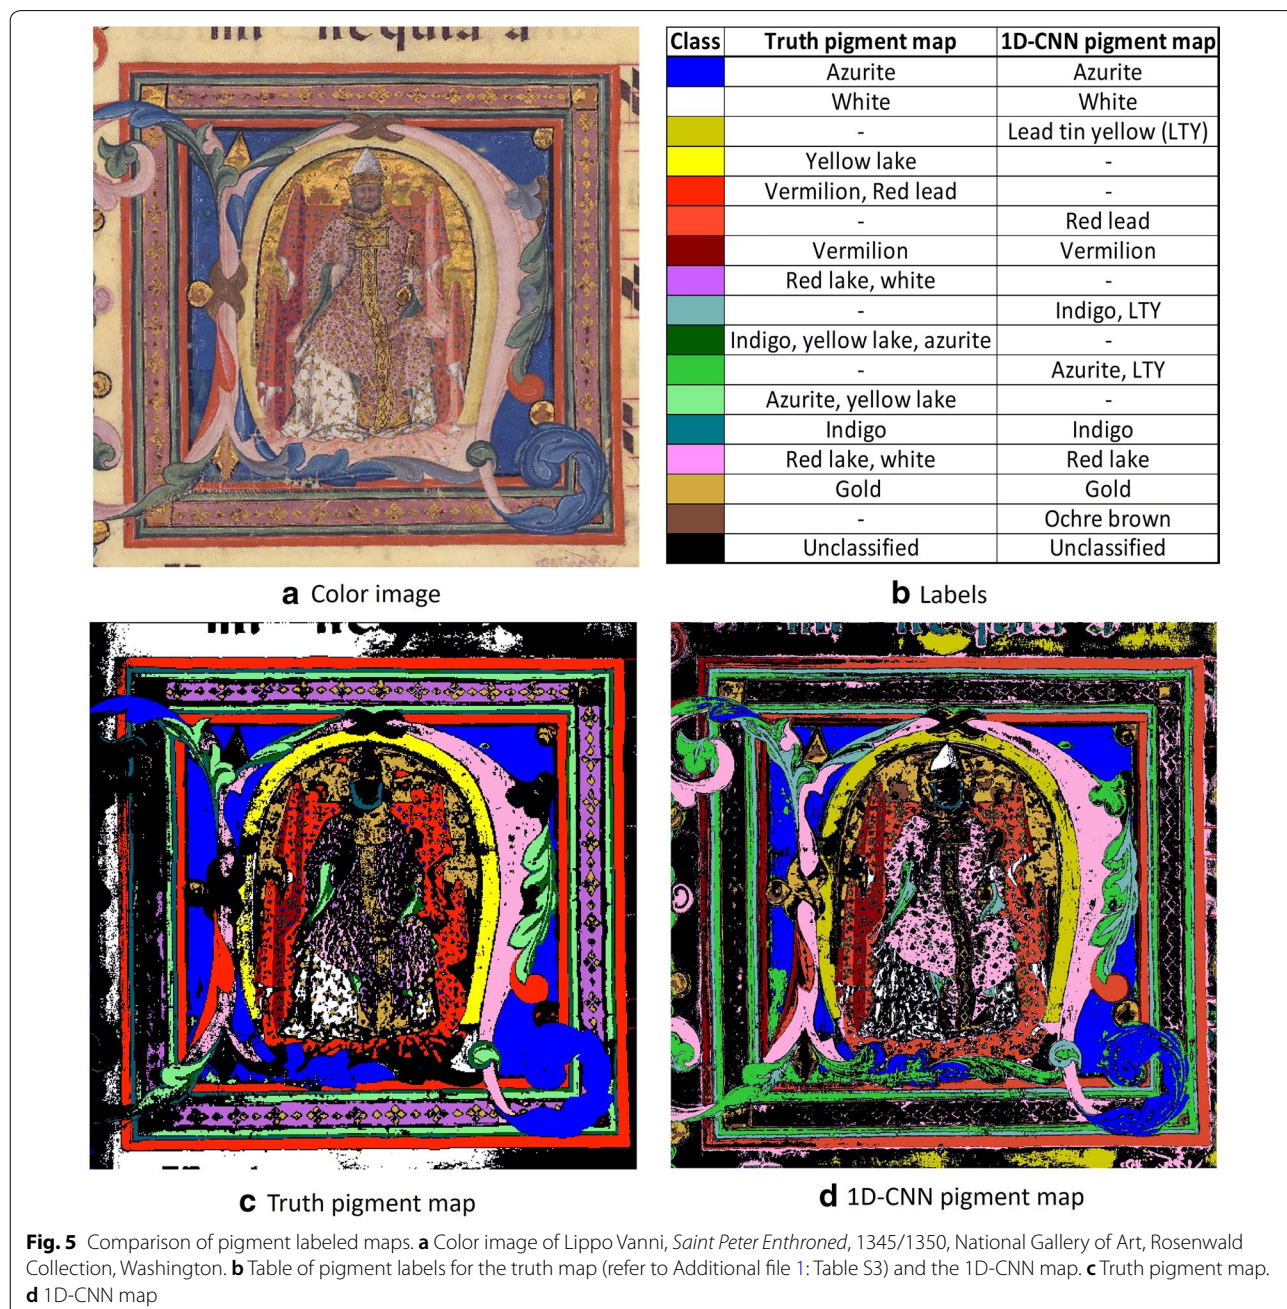 nequia a
Class Truth pigment map 1D-CNN pigment map
Azurite Azurite
White White
- Lead tin yellow (LTY)
Yellow lake -
Vermilion, Red lead -
- Red lead
Vermilion Vermilion
Red lake, white -
- Indigo, LTY
Indigo, yellow lake, azurite -
- Azurite, LTY
Azurite, yellow lake -
Indigo Indigo
Red lake, white Red lake
Gold Gold
- Ochre brown
Unclassified Unclassified
a Color image
b Labels
c Truth pigment map
d 1D-CNN pigment map
Fig. 5 Comparison of pigment labeled maps. a Color image of Lippo Vanni, Saint Peter Enthroned, 1345/1350, National Gallery of Art, Rosenwald
Collection, Washington. b Table of pigment labels for the truth map (refer to Additional file 1: Table S3) and the 1D-CNN map. c Truth pigment map.
d 1D-CNN map